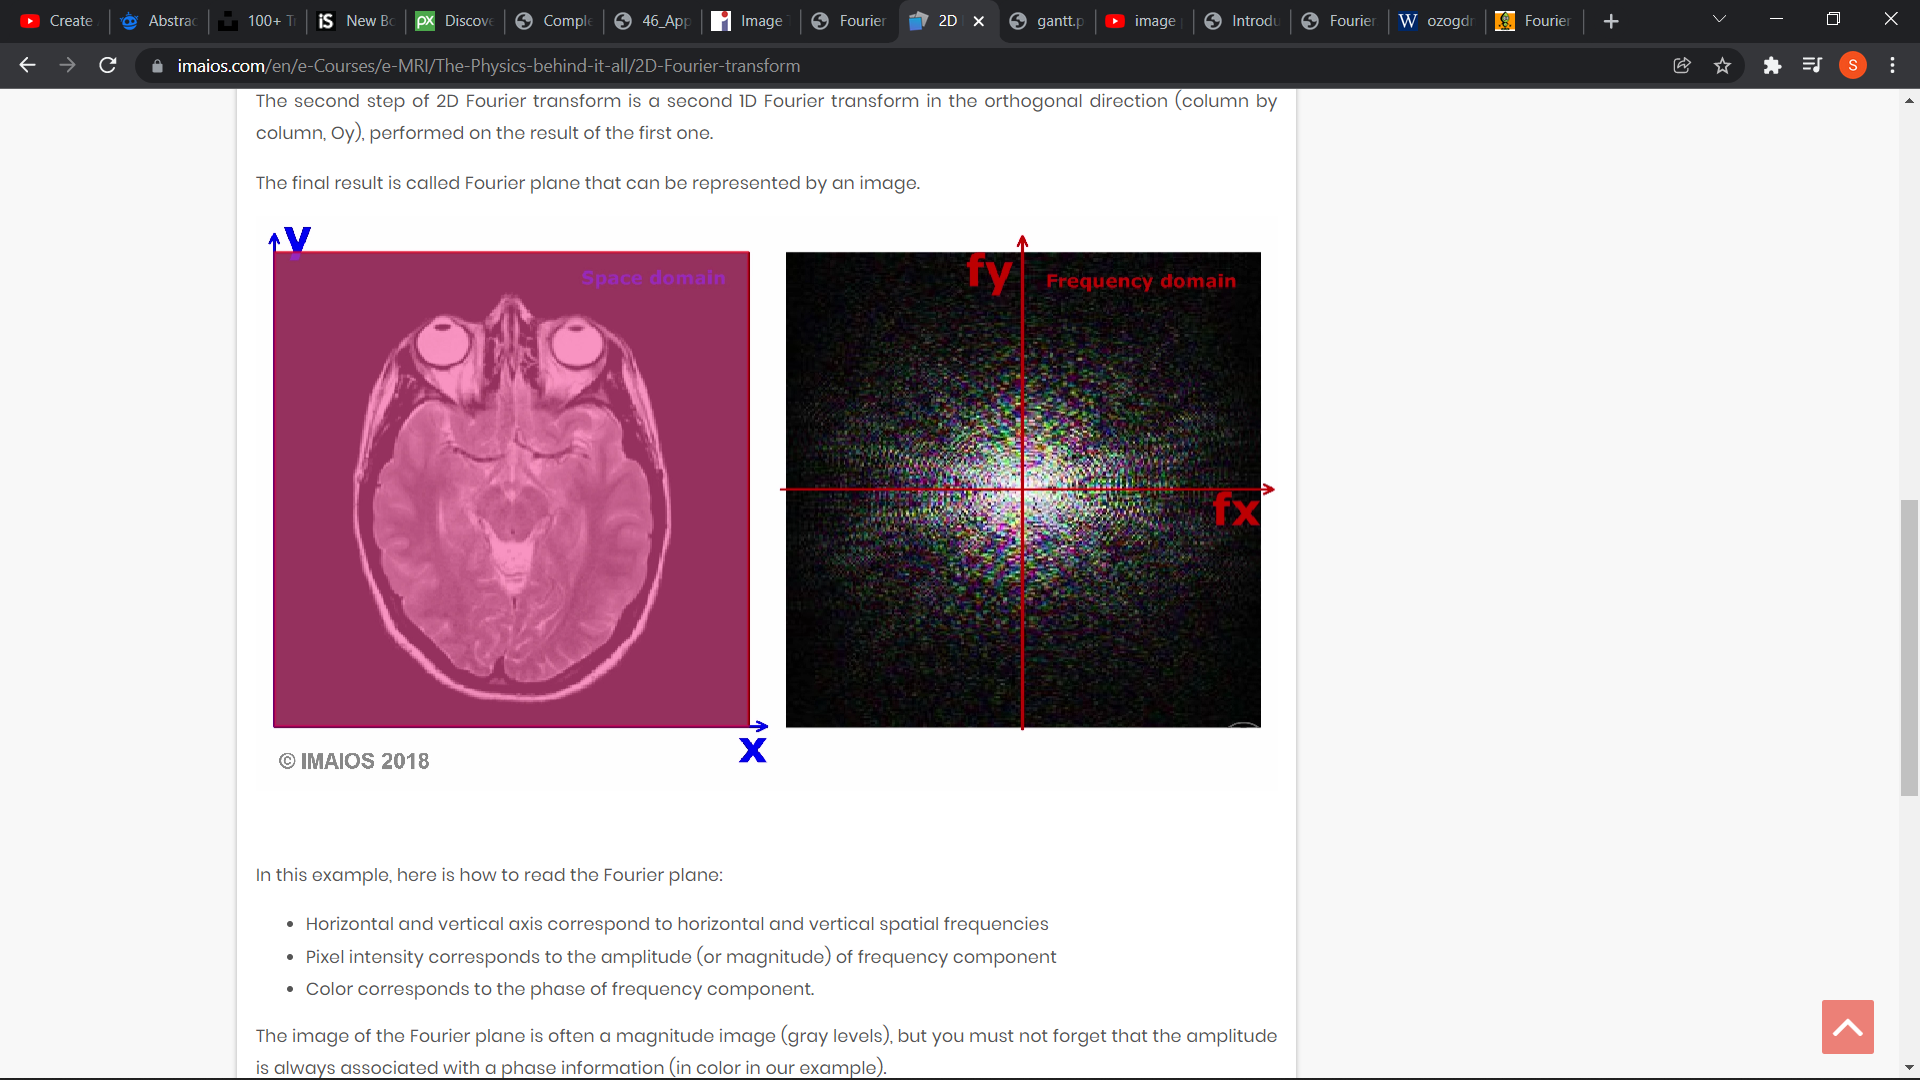 Create
Abstrac
100+ T
iS New Bo
px Discove
Comple
46_App
Image
Fourier
2D
gantt.p
image
Introdu
Fourier
W ozogdr
Fourier
imaios.com/en/e-Courses/e-MRI/The-Physics-behind-it-all/2D-Fourier-transform
S
The second step of 2D Fourier transform is a second 1D Fourier transform in the orthogonal direction (column by
column, Oy), performed on the result of the first one.
The final result is called Fourier plane that can be represented by an image.
y
Space domain
fy
Frequency domain
fx
x
© IMAIOS 2018
In this example, here is how to read the Fourier plane:
• Horizontal and vertical axis correspond to horizontal and vertical spatial frequencies
• Pixel intensity corresponds to the amplitude (or magnitude) of frequency component
• Color corresponds to the phase of frequency component.
The image of the Fourier plane is often a magnitude image (gray levels), but you must not forget that the amplitude
is always associated with a phase information (in color in our example).